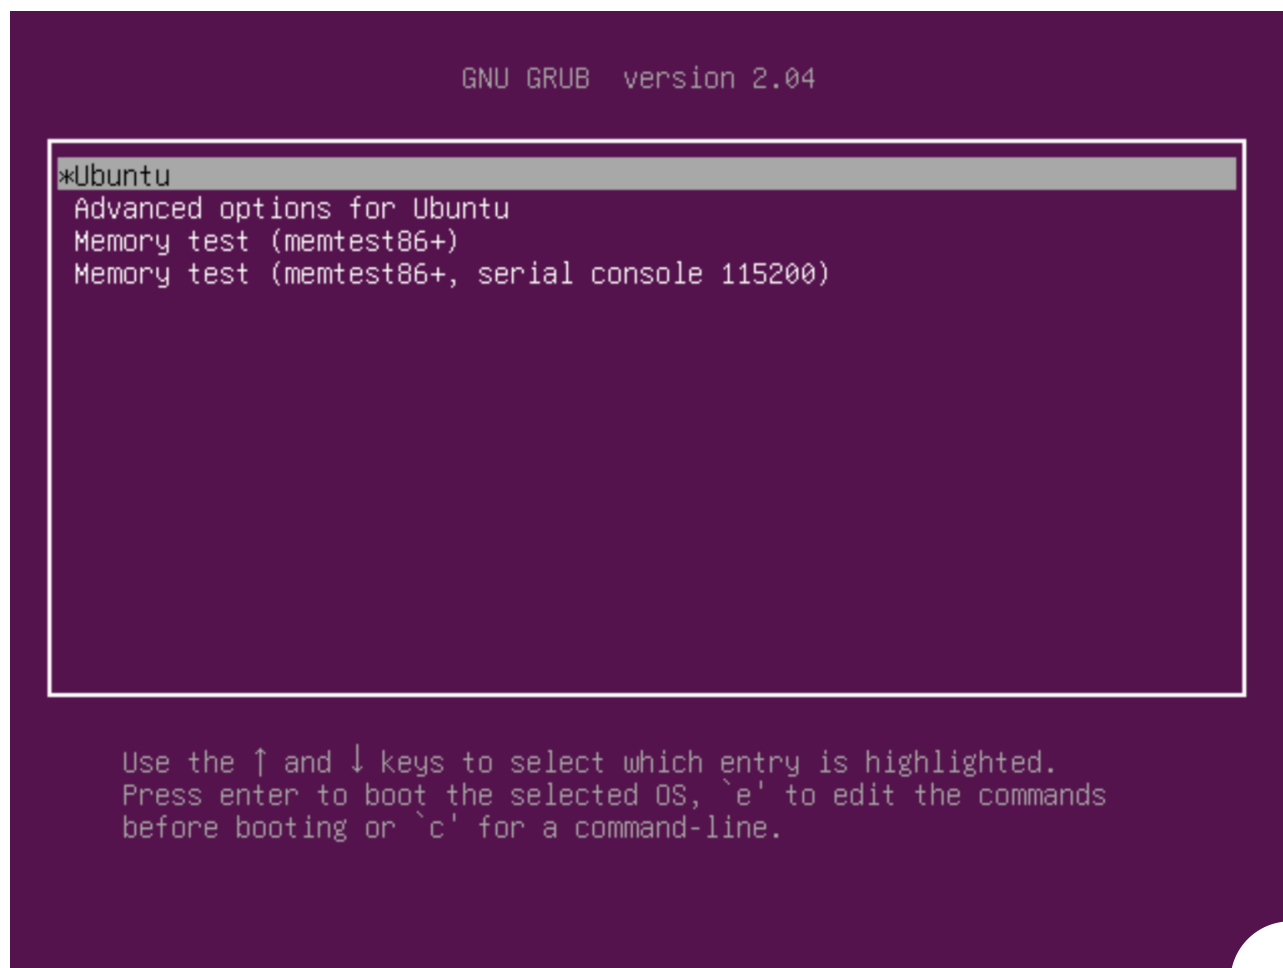 GNU GRUB  version 2.04
*Ubuntu
Advanced options for Ubuntu
Memory test (memtest86+)
Memory test (memtest86+, serial console 115200)
Use the ↑ and ↓ keys to select which entry is highlighted.
Press enter to boot the selected OS, `e' to edit the commands
before booting or `c' for a command-line.